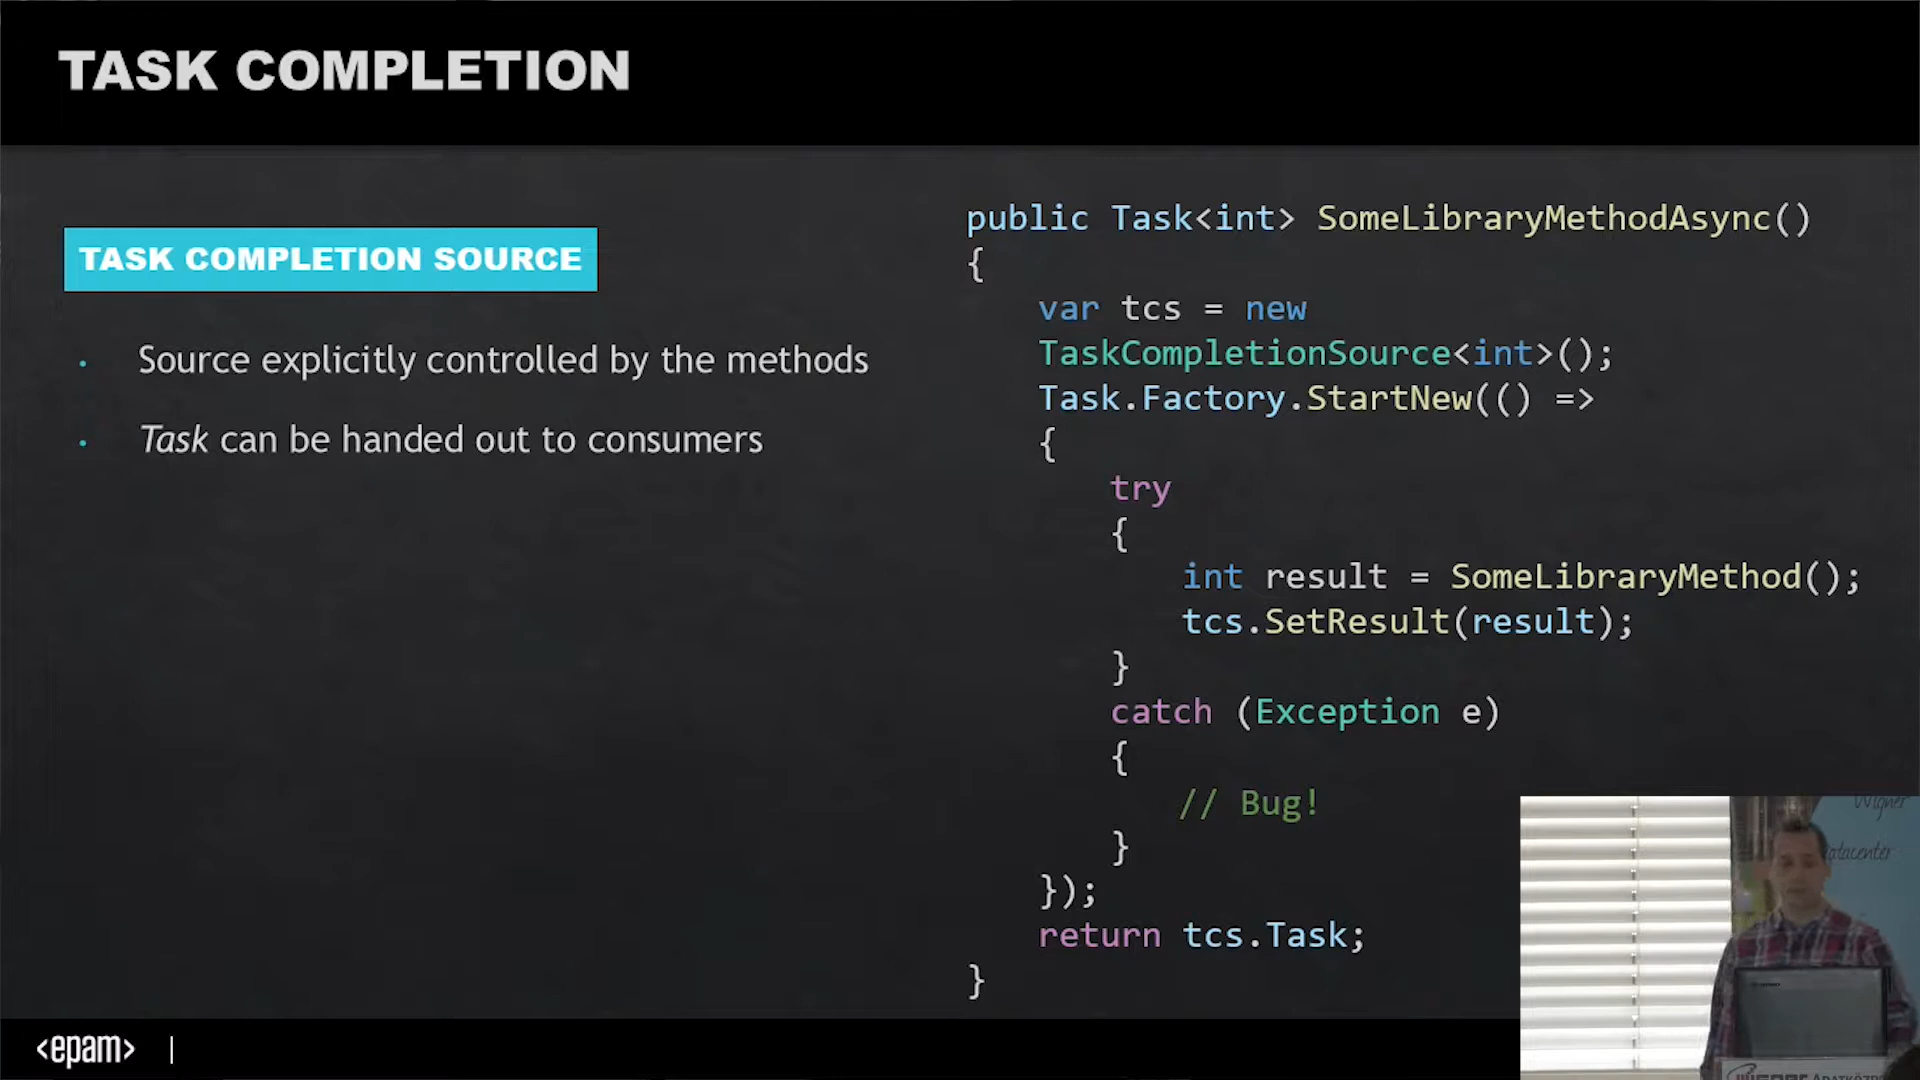 TASK COMPLETION
TASK COMPLETION SOURCE
· Source explicitly controlled by the methods
· Task can be handed out to consumers
public Task<int> SomeLibraryMethodAsync()
{
var tcs = new
TaskCompletionSource<int>();
Task.Factory.StartNew(() =>
{
try
{
int result = SomeLibraryMethod();
tcs.SetResult(result);
}
catch (Exception e)
{
// Bug!
}
});
return tcs.Task;
}
<epam> |
Wigner
Datacenter